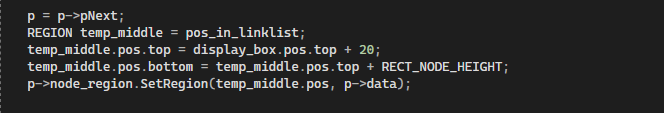 p = p->pNext;
REGION temp_middle = pos_in_linklist;
temp_middle.pos.top = display_box.pos.top + 20;
temp_middle.pos.bottom = temp_middle.pos.top + RECT_NODE_HEIGHT;
p->node_region.SetRegion(temp_middle.pos, p->data);